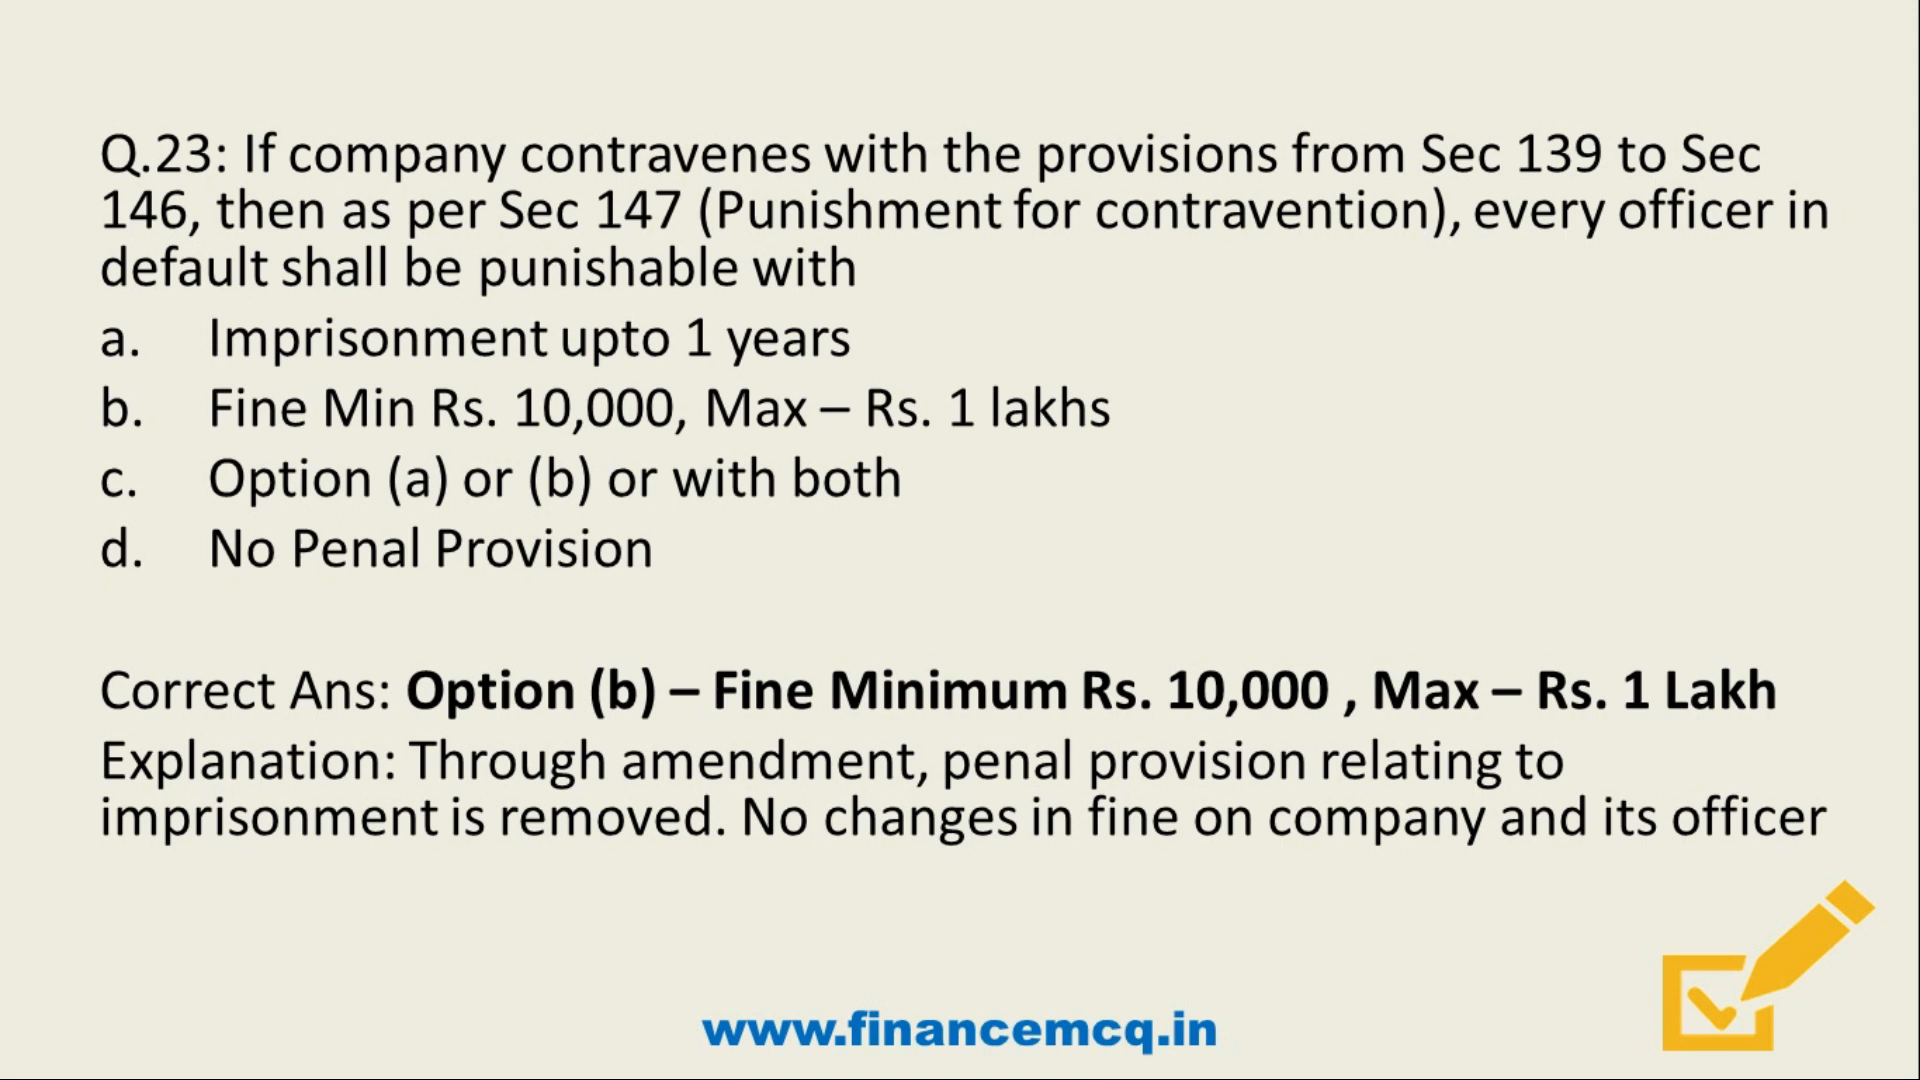 Q.23: If company contravenes with the provisions from Sec 139 to Sec
146, then as per Sec 147 (Punishment for contravention), every officer in
default shall be punishable with
a. Imprisonment upto 1 years
b. Fine Min Rs. 10,000, Max – Rs. 1 lakhs
c. Option (a) or (b) or with both
d. No Penal Provision
Correct Ans: Option (b) – Fine Minimum Rs. 10,000 , Max – Rs. 1 Lakh
Explanation: Through amendment, penal provision relating to
imprisonment is removed. No changes in fine on company and its officer
www.financemcq.in